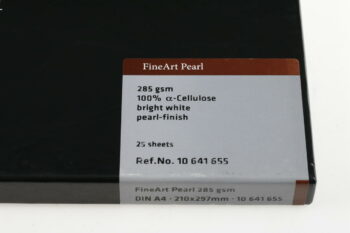 FineArt Pearl
285 gsm
100% α-Cellulose
bright white
pearl-finish
25 sheets
Ref.No. 10 641 655
FineArt Pearl 285 gsm
DIN A4 · 210x297mm · 10 641 655